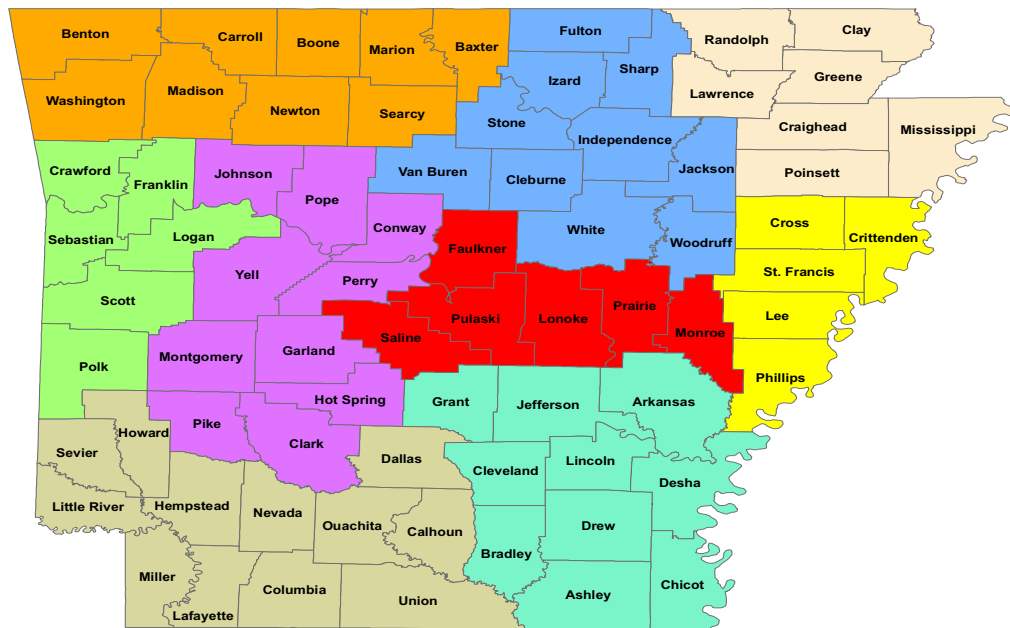 Benton
Carroll
Boone
Marion
Baxter
Fulton
Randolph
Clay
Washington
Madison
Newton
Searcy
Izard
Sharp
Lawrence
Greene
Stone
Independence
Craighead
Mississippi
Crawford
Franklin
Johnson
Pope
Van Buren
Cleburne
Jackson
Poinsett
Sebastian
Logan
Conway
Faulkner
White
Woodruff
Cross
Crittenden
Scott
Yell
Perry
St. Francis
Polk
Montgomery
Garland
Saline
Pulaski
Lonoke
Prairie
Monroe
Lee
Phillips
Howard
Pike
Hot Spring
Clark
Grant
Jefferson
Arkansas
Sevier
Dallas
Cleveland
Lincoln
Desha
Little River
Hempstead
Nevada
Ouachita
Calhoun
Bradley
Drew
Miller
Lafayette
Columbia
Union
Ashley
Chicot